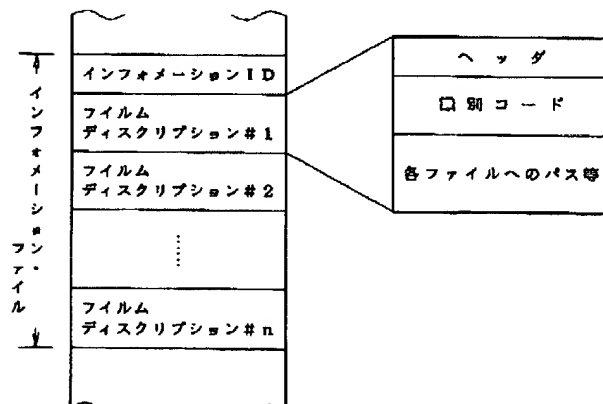 インフォメーション・ファイル
インフォメーションID
フィルム
ディスクリプション#1
フィルム
ディスクリプション#2
フィルム
ディスクリプション#n
ヘッダ
別コード
各ファイルへのパス等